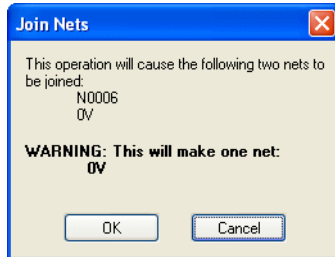 Join Nets
This operation will cause the following two nets to
be joined:
N0006
0V
WARNING: This will make one net:
0V
OK
Cancel